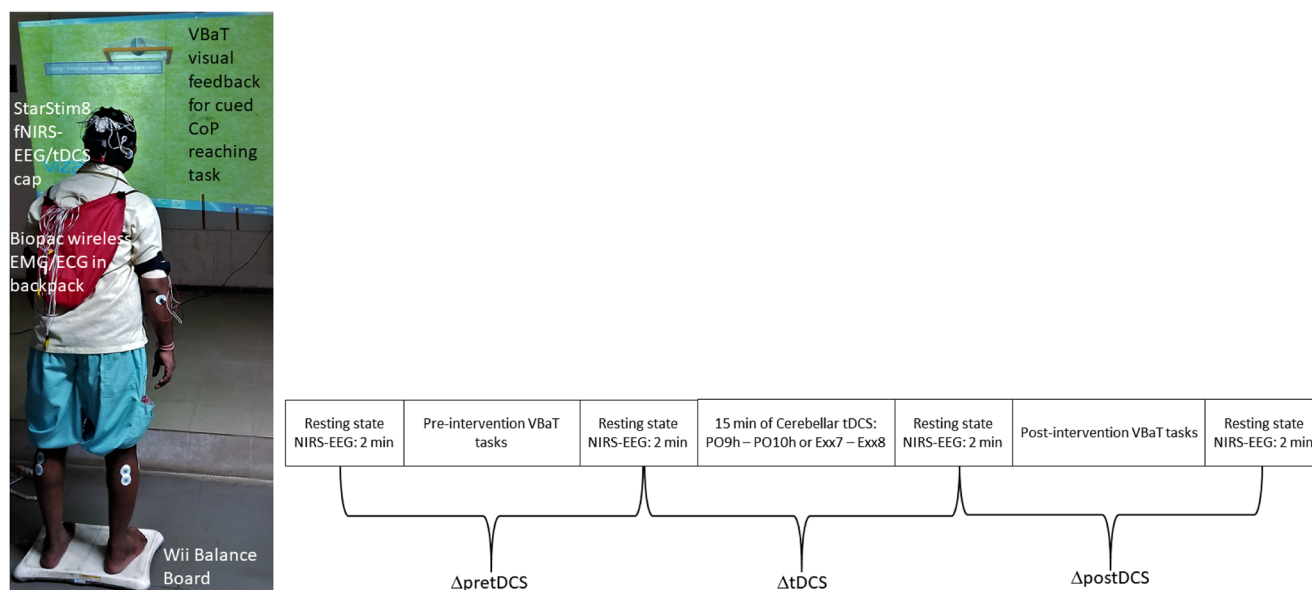 VBaT
visual
feedback
for cued
CoP
reaching
task
StarStim8
fNIRS-
EEG/tDCS
cap
Biopac wireless
EMG/ECG in
backpack
Wii Balance
Board
Resting state
NIRS-EEG: 2 min
Pre-intervention VBaT
tasks
Resting state
NIRS-EEG: 2 min
15 min of Cerebellar tDCS:
PO9h – PO10h or Exx7 – Exx8
Resting state
NIRS-EEG: 2 min
Post-intervention VBaT tasks
Resting state
NIRS-EEG: 2 min
ΔpretDCS
ΔtDCS
ΔpostDCS